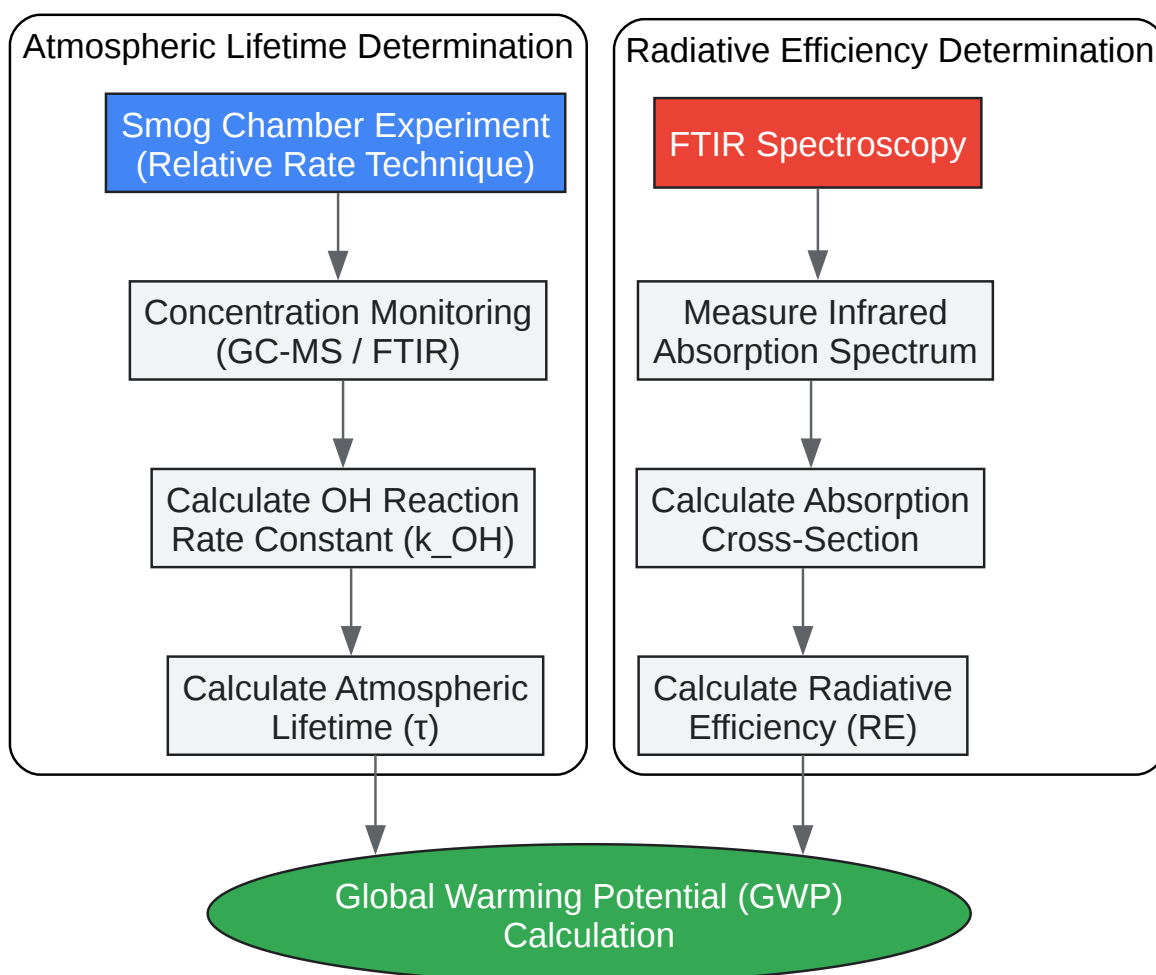 Atmospheric Lifetime Determination
Smog Chamber Experiment
(Relative Rate Technique)
Concentration Monitoring
(GC-MS / FTIR)
Calculate OH Reaction
Rate Constant (k_OH)
Calculate Atmospheric
Lifetime (τ)
Radiative Efficiency Determination
FTIR Spectroscopy
Measure Infrared
Absorption Spectrum
Calculate Absorption
Cross-Section
Calculate Radiative
Efficiency (RE)
Global Warming Potential (GWP)
Calculation